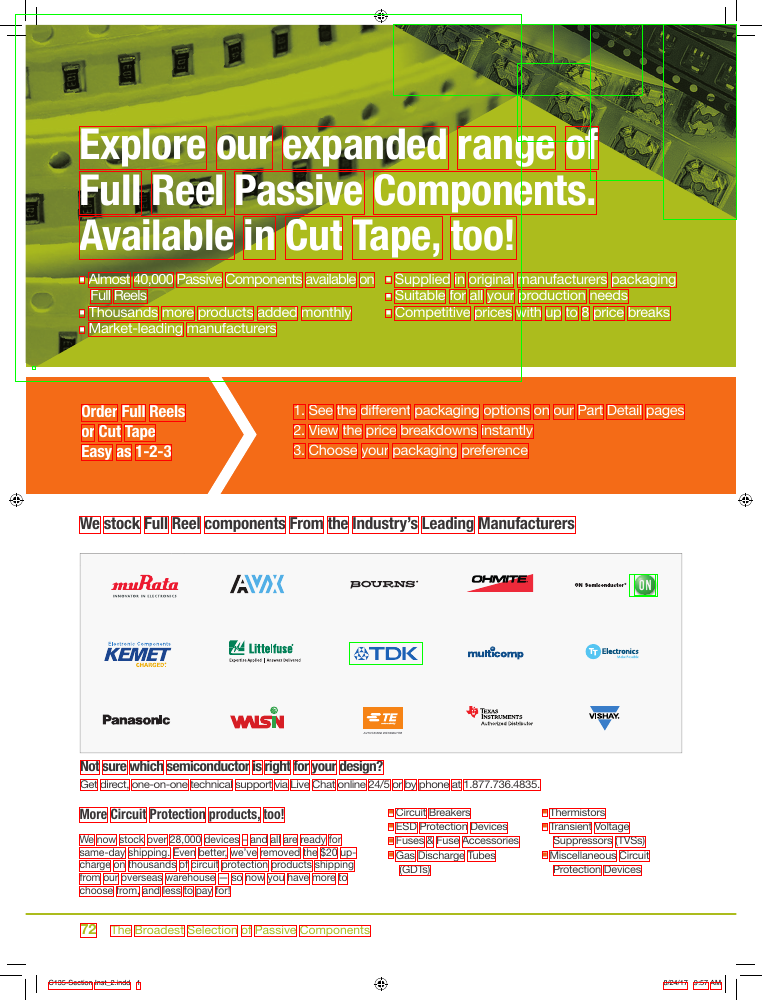 Explore our expanded range of
Full Reel Passive Components.
Available in Cut Tape, too!
Almost 40,000 Passive Components available on
Full Reels
Thousands more products added monthly
Market-leading manufacturers
Supplied in original manufacturers packaging
Suitable for all your production needs
Competitive prices with up to 8 price breaks
Order Full Reels
or Cut Tape
Easy as 1-2-3
1. See the different packaging options on our Part Detail pages
2. View the price breakdowns instantly
3. Choose your packaging preference
We stock Full Reel components From the Industry's Leading Manufacturers
muRata
INNOVATOR IN ELECTRONICS
AVX
BOURNS
OHMITE
ON Semiconductor ON
Electronic Components
KEMET
CHARGED
Littelfuse
Expertise Applied | Answers Delivered
TDK
multicomp
TT Electronics
Panasonic
WALSIN
TE
TEXAS
INSTRUMENTS
Authorized Distributor
VISHAY
Not sure which semiconductor is right for your design?
Get direct, one-on-one technical support via Live Chat online 24/5 or by phone at 1.877.736.4835.
More Circuit Protection products, too!
We now stock over 28,000 devices – and all are ready for
same-day shipping. Even better, we've removed the $20 up-
charge on thousands of circuit protection products shipping
from our overseas warehouse — so now you have more to
choose from, and less to pay for!
Circuit Breakers
ESD Protection Devices
Fuses & Fuse Accessories
Gas Discharge Tubes
(GDTs)
Thermistors
Transient Voltage
Suppressors (TVSs)
Miscellaneous Circuit
Protection Devices
72 The Broadest Selection of Passive Components